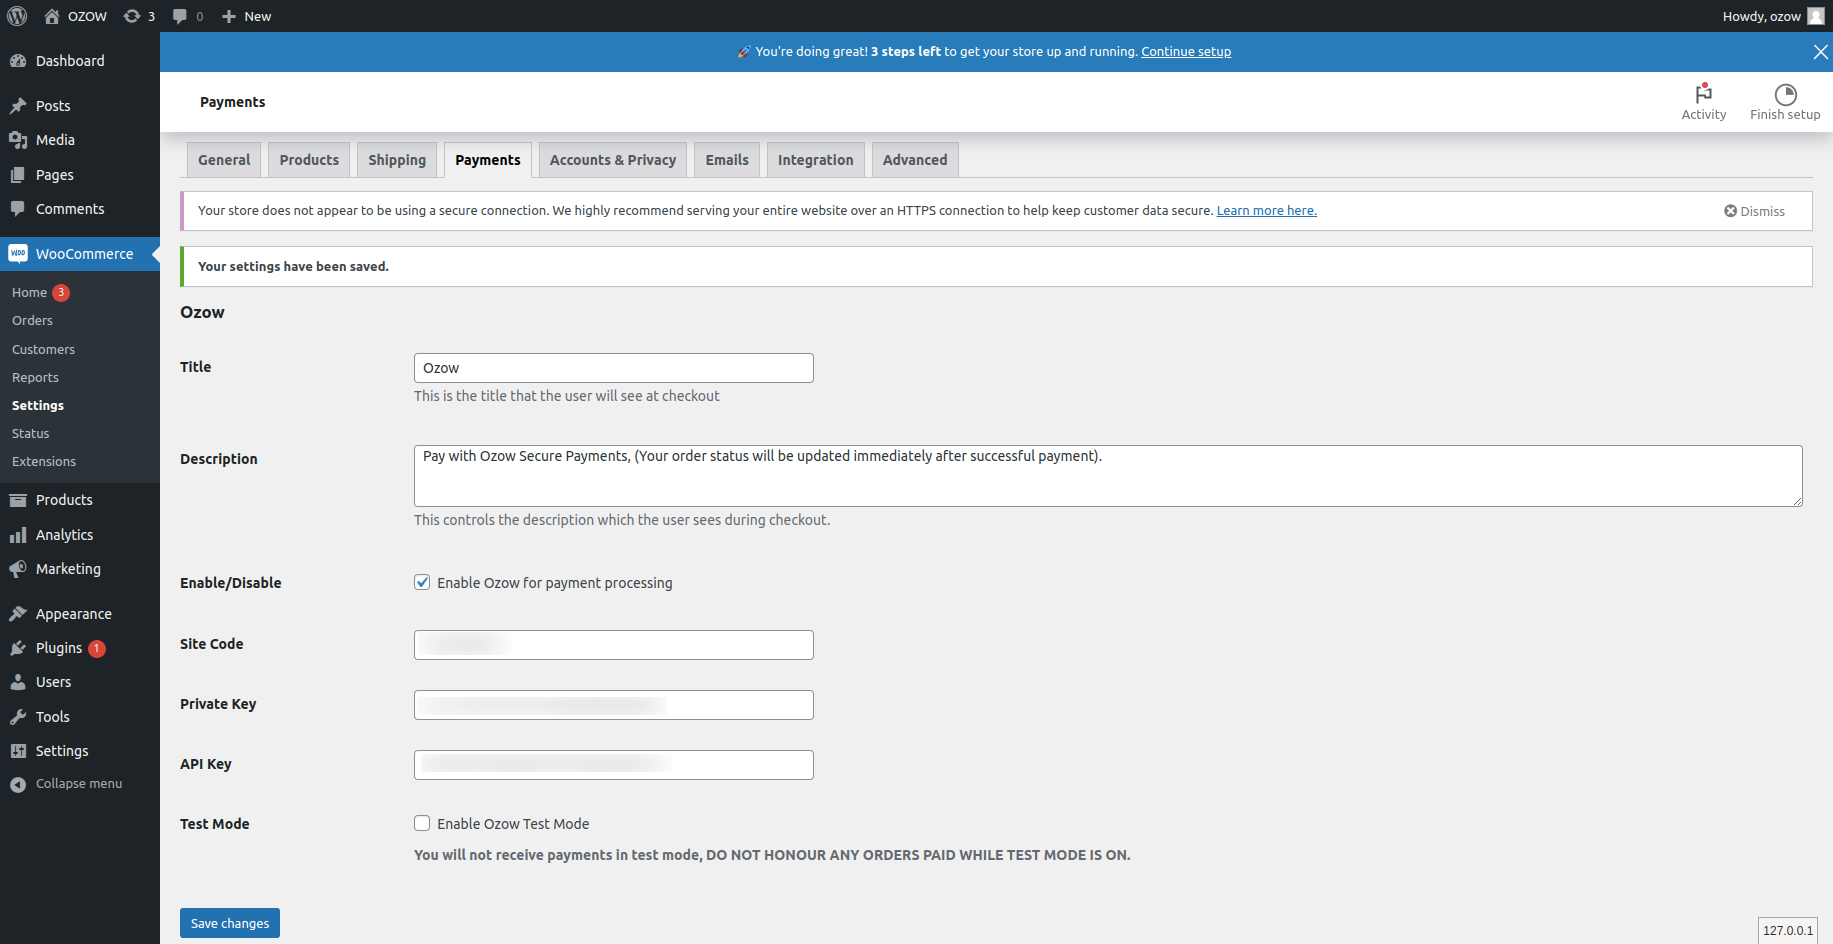 OZOW 3 0 New Howdy, ozow
🚀 You're doing great! 3 steps left to get your store up and running. Continue setup
Dashboard
Posts
Media
Pages
Comments
WooCommerce
Home 3
Orders
Customers
Reports
Settings
Status
Extensions
Products
Analytics
Marketing
Appearance
Plugins 1
Users
Tools
Settings
Collapse menu
Payments
Activity
Finish setup
General Products Shipping Payments Accounts & Privacy Emails Integration Advanced
Your store does not appear to be using a secure connection. We highly recommend serving your entire website over an HTTPS connection to help keep customer data secure. Learn more here. Dismiss
Your settings have been saved.
Ozow
Title Ozow
This is the title that the user will see at checkout
Description Pay with Ozow Secure Payments, (Your order status will be updated immediately after successful payment).
This controls the description which the user sees during checkout.
Enable/Disable Enable Ozow for payment processing
Site Code
Private Key
API Key
Test Mode Enable Ozow Test Mode
You will not receive payments in test mode, DO NOT HONOUR ANY ORDERS PAID WHILE TEST MODE IS ON.
Save changes
127.0.0.1